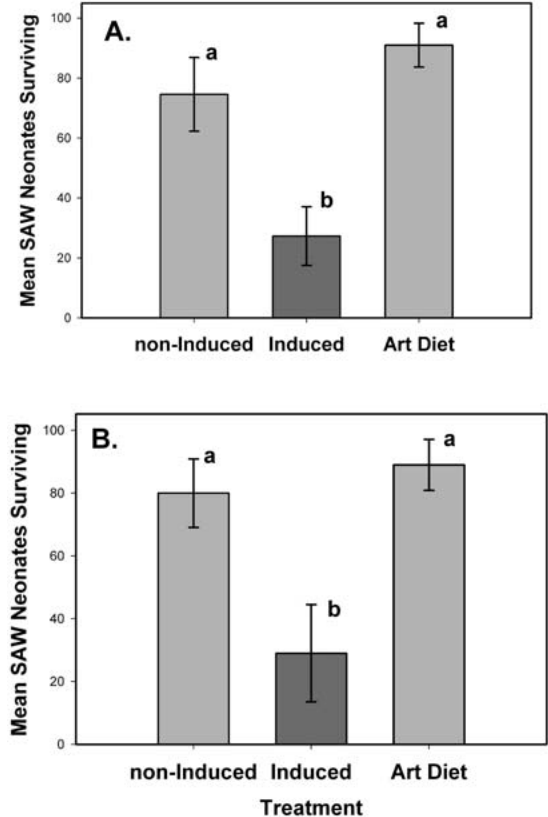 A.
Mean SAW Neonates Surviving
100
80
60
40
20
0
a
b
a
non-Induced Induced Art Diet
B.
Mean SAW Neonates Surviving
100
80
60
40
20
0
a
b
a
non-Induced Induced Art Diet
Treatment